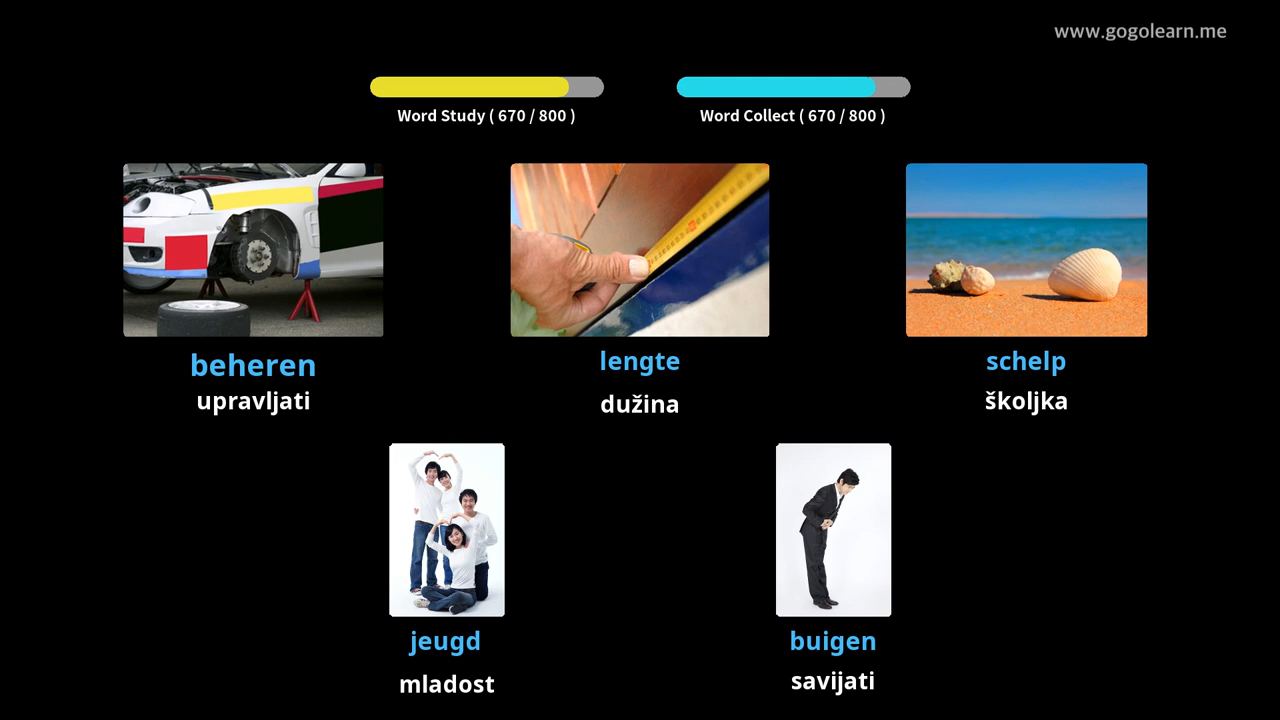 www.gogolearn.me
Word Study ( 670 / 800 )
Word Collect ( 670 / 800 )
beheren
upravljati
lengte
dužina
schelp
školjka
jeugd
mladost
buigen
savijati